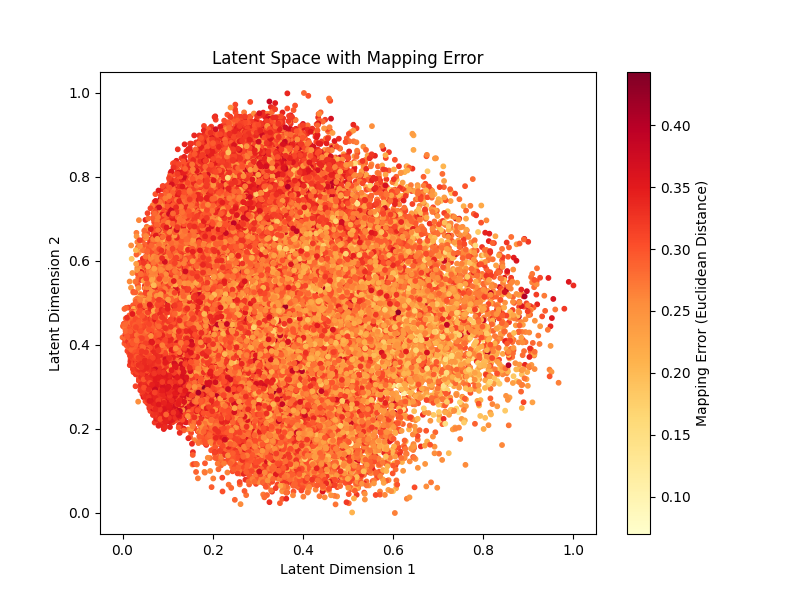 Latent Space with Mapping Error
1.0
0.8
0.6
0.4
0.2
0.0
Latent Dimension 2
0.0 0.2 0.4 0.6 0.8 1.0
Latent Dimension 1
0.40
0.35
0.30
0.25
0.20
0.15
0.10
Mapping Error (Euclidean Distance)